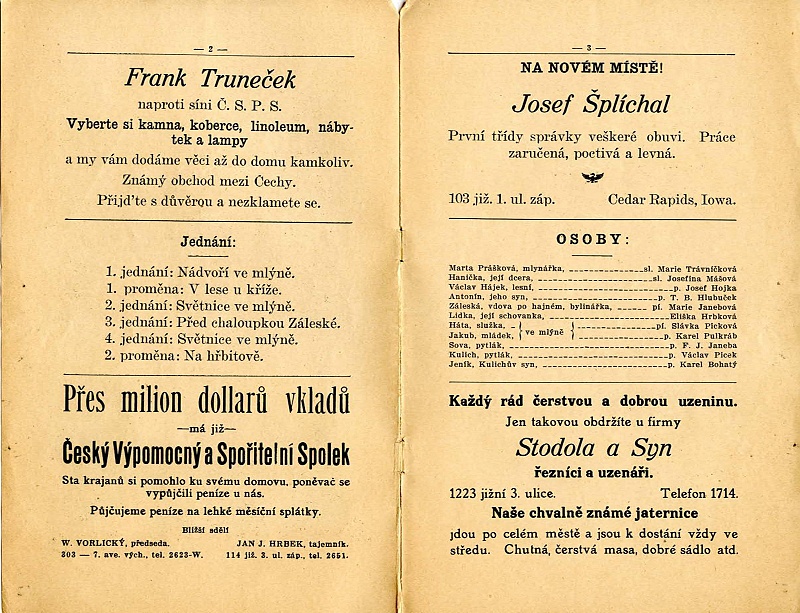 — 2 —
Frank Truneček
naproti síni Č. S. P. S.
Vyberte si kamna, koberce, linoleum, náby-
tek a lampy
a my vám dodáme věci až do domu kamkoliv.
Známý obchod mezi Čechy.
Přijd'te s důvěrou a nezklamete se.
Jednání:
1. jednání: Nádvoří ve mlýně.
1. proměna: V lese u kříže.
2. jednání: Světnice ve mlýně.
3. jednání: Před chaloupkou Záleské.
4. jednání: Světnice ve mlýně.
2. proměna: Na hřbitově.
Přes milion dollarů vkladů
—má již—
Český Výpomocný a Spořitelní Spolek
Sta krajanů si pomohlo ku svému domovu, poněvač se
vypůjčili peníze u nás.
Půjčujeme peníze na lehké měsíční splátky.
Bližší sdělí
W. VORLICKÝ, předseda. JAN J. HRBEK, tajemník.
303 — 7. ave. vých., tel. 2623-W. 114 již. 3. ul. záp., tel. 2651.
— 3 —
NA NOVÉM MÍSTĚ!
Josef Šplíchal
První třídy správky veškeré obuvi. Práce
zaručená, poctivá a levná.
103 již. 1. ul. záp. Cedar Rapids, Iowa.
OSOBY:
Marta Prášková, mlynářka, sl. Marie Trávníčková
Hanička, její dcera, sl. Josefina Mášová
Václav Hájek, lesní, p. Josef Hojka
Antonín, jeho syn, p. T. B. Hlubuček
Záleská, vdova po hajném, bylinářka, pí. Marie Janebová
Lidka, její schovanka, Eliška Hrbková
Háta, služka, pí. Slávka Picková
ve mlýně
Jakub, mládek, p. Karel Pulkráb
Sova, pytlák, p. F. J. Janeba
Kulich, pytlák, p. Václav Picek
Jeník, Kulichův syn, p. Karel Bohatý
Každý rád čerstvou a dobrou uzeninu.
Jen takovou obdržíte u firmy
Stodola a Syn
řezníci a uzenáři.
1223 jižní 3. ulice. Telefon 1714.
Naše chvalně známé jaternice
jdou po celém městě a jsou k dostání vždy ve
středu. Chutná, čerstvá masa, dobré sádlo atd.